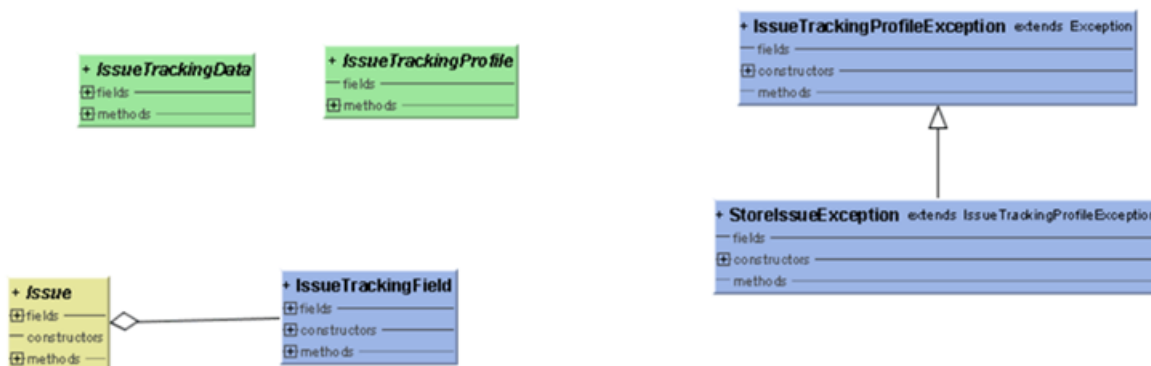 + IssueTrackingData
fields
methods
+ IssueTrackingProfile
fields
methods
+ IssueTrackingProfileException extends Exception
fields
constructors
methods
+ StoreIssueException extends IssueTrackingProfileException
fields
constructors
methods
+ Issue
fields
constructors
methods
+ IssueTrackingField
fields
constructors
methods